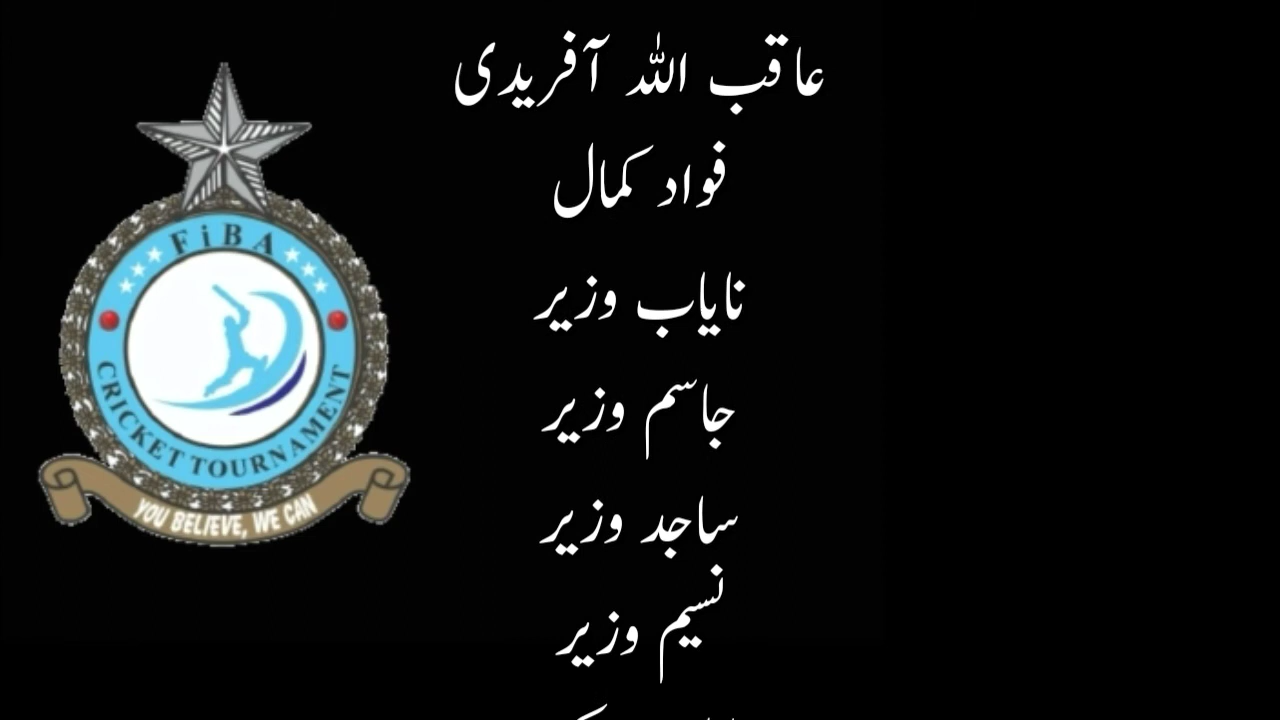 عاقب اللہ آفریدی
فواد کمال
نایاب وزیر
جاسم وزیر
ساجد وزیر
نسیم وزیر
FiBA
CRICKET TOURNAMENT
YOU BELIEVE, WE CAN